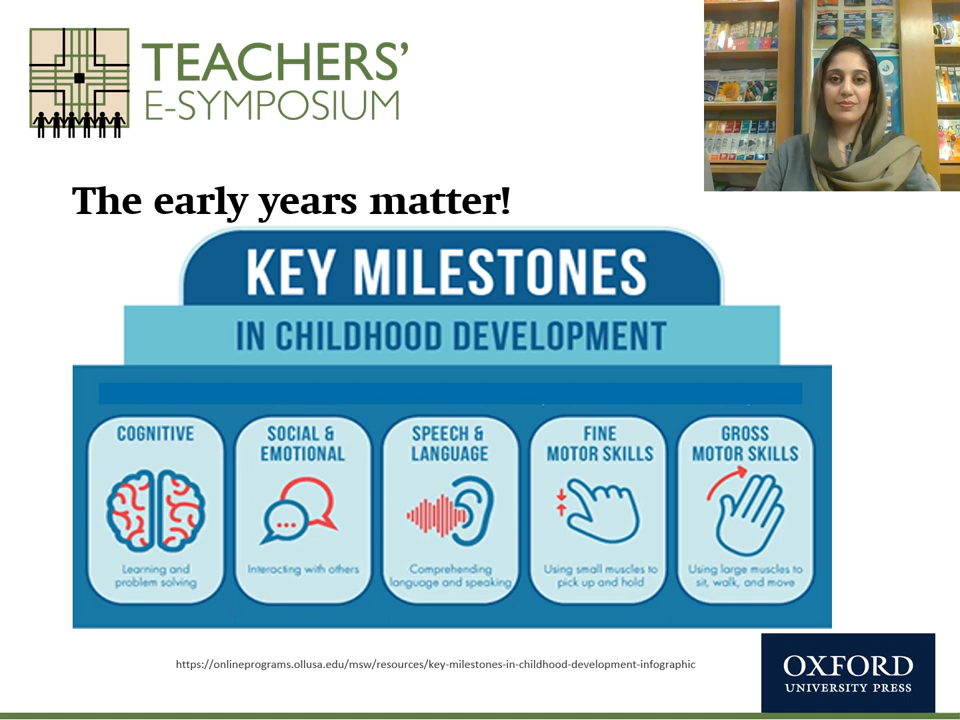 TEACHERS'
E-SYMPOSIUM
The early years matter!
KEY MILESTONES
IN CHILDHOOD DEVELOPMENT
COGNITIVE
Learning and
problem solving
SOCIAL &
EMOTIONAL
Interacting with others
SPEECH &
LANGUAGE
Comprehending
language and speaking
FINE
MOTOR SKILLS
Using small muscles to
pick up and hold
GROSS
MOTOR SKILLS
Using large muscles to
sit, walk, and move
https://onlineprograms.ollusa.edu/msw/resources/key-milestones-in-childhood-development-infographic
OXFORD
UNIVERSITY PRESS